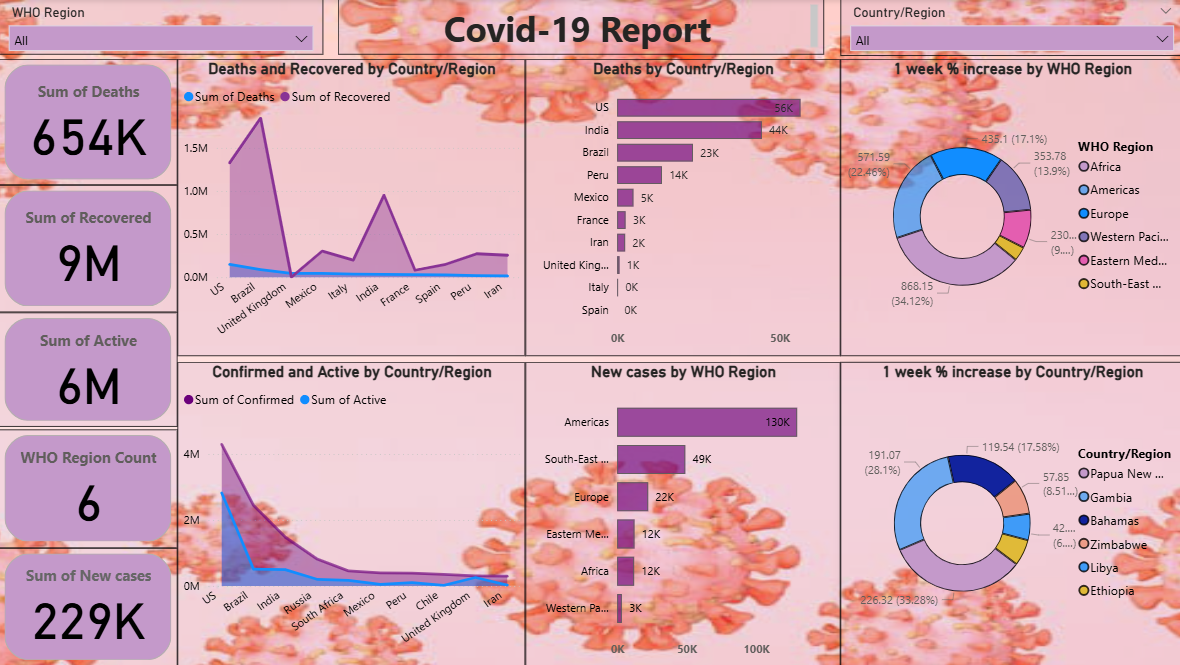 WHO Region
All
Covid-19 Report
Country/Region
All
Sum of Deaths
654K
Sum of Recovered
9M
Sum of Active
6M
WHO Region Count
6
Sum of New cases
229K
Deaths and Recovered by Country/Region
Sum of Deaths Sum of Recovered
1.5M
1.0M
0.5M
0.0M
US Brazil United Kingdom Mexico Italy India France Spain Peru Iran
Deaths by Country/Region
US 56K
India 44K
Brazil 23K
Peru 14K
Mexico 5K
France 3K
Iran 2K
United King... 1K
Italy 0K
Spain 0K
0K 50K
1 week % increase by WHO Region
435.1 (17.1%)
353.78
(13.9%)
230...
(9....)
868.15
(34.12%)
571.59
(22.46%)
WHO Region
Africa
Americas
Europe
Western Paci...
Eastern Med...
South-East ...
Confirmed and Active by Country/Region
Sum of Confirmed Sum of Active
4M
2M
0M
US Brazil India Russia South Africa Mexico Peru Chile United Kingdom Iran
New cases by WHO Region
Americas 130K
South-East ... 49K
Europe 22K
Eastern Me... 12K
Africa 12K
Western Pa... 3K
0K 50K 100K
1 week % increase by Country/Region
119.54 (17.58%)
57.85
(8.51...)
42....
(6....)
226.32 (33.28%)
191.07
(28.1%)
Country/Region
Papua New ...
Gambia
Bahamas
Zimbabwe
Libya
Ethiopia